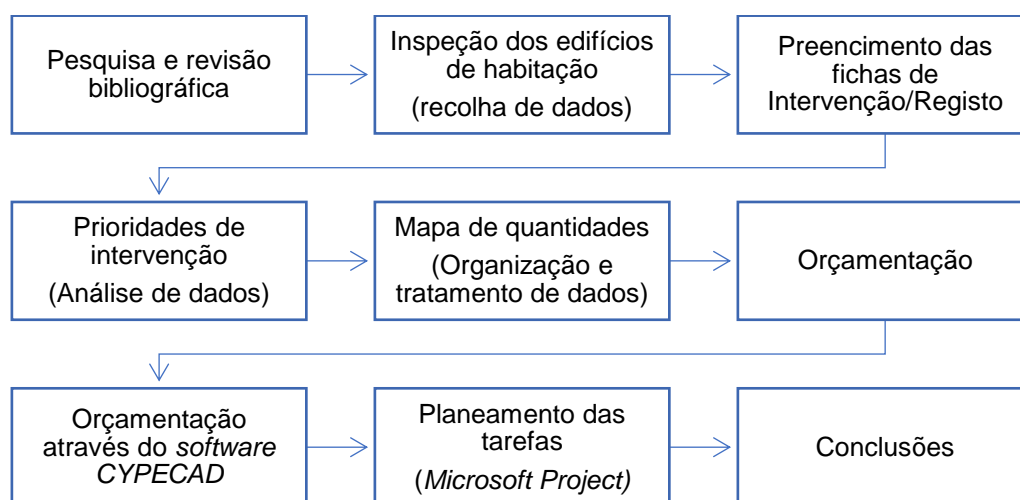 Pesquisa e revisão
bibliográfica
Inspeção dos edifícios
de habitação
(recolha de dados)
Preencimento das
fichas de
Intervenção/Registo
Prioridades de
intervenção
(Análise de dados)
Mapa de quantidades
(Organização e
tratamento de dados)
Orçamentação
Orçamentação
através do software
CYPECAD
Planeamento das
tarefas
(Microsoft Project)
Conclusões